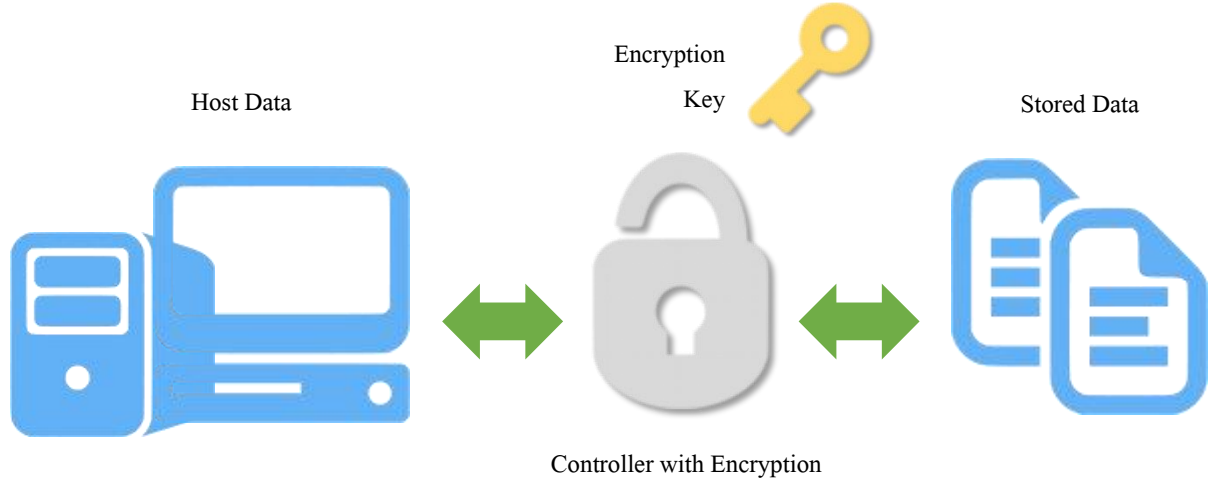 Encryption
Key
Host Data
Stored Data
Controller with Encryption